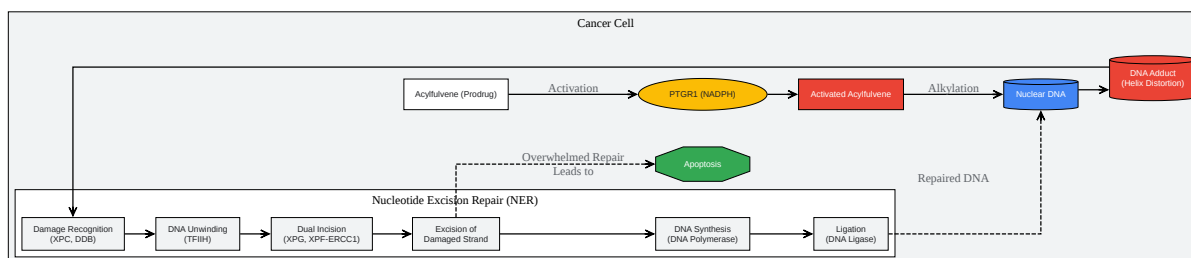 Cancer Cell
DNA Adduct
(Helix Distortion)
Acylfulvene (Prodrug)
Activation
PTGR1 (NADPH)
Activated Acylfulvene
Alkylation
Nuclear DNA
Overwhelmed Repair
Leads to
Apoptosis
Repaired DNA
Nucleotide Excision Repair (NER)
Damage Recognition
(XPC, DDB)
DNA Unwinding
(TFIIH)
Dual Incision
(XPG, XPF-ERCC1)
Excision of
Damaged Strand
DNA Synthesis
(DNA Polymerase)
Ligation
(DNA Ligase)